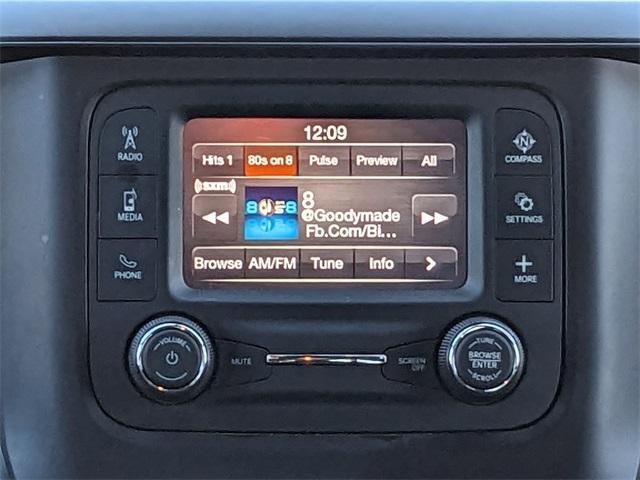 12:09
Hits 1 80s on 8 Pulse Preview All
((SXM))
8
80s8
@Goodymade
Fb.Com/Bi...
Browse AM/FM Tune Info >
RADIO
MEDIA
PHONE
N
COMPASS
SETTINGS
+
MORE
VOLUME
MUTE
SCREEN
OFF
TUNE
BROWSE
ENTER
SCROLL